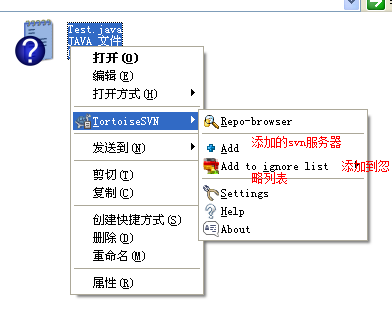 Test.java
JAVA 文件
打开(O)
编辑(E)
打开方式(H)
TortoiseSVN
发送到(N)
剪切(T)
复制(C)
创建快捷方式(S)
删除(D)
重命名(M)
属性(R)
Repo-browser
添加的svn服务器
Add
Add to ignore list 添加到忽
略列表
Settings
Help
About